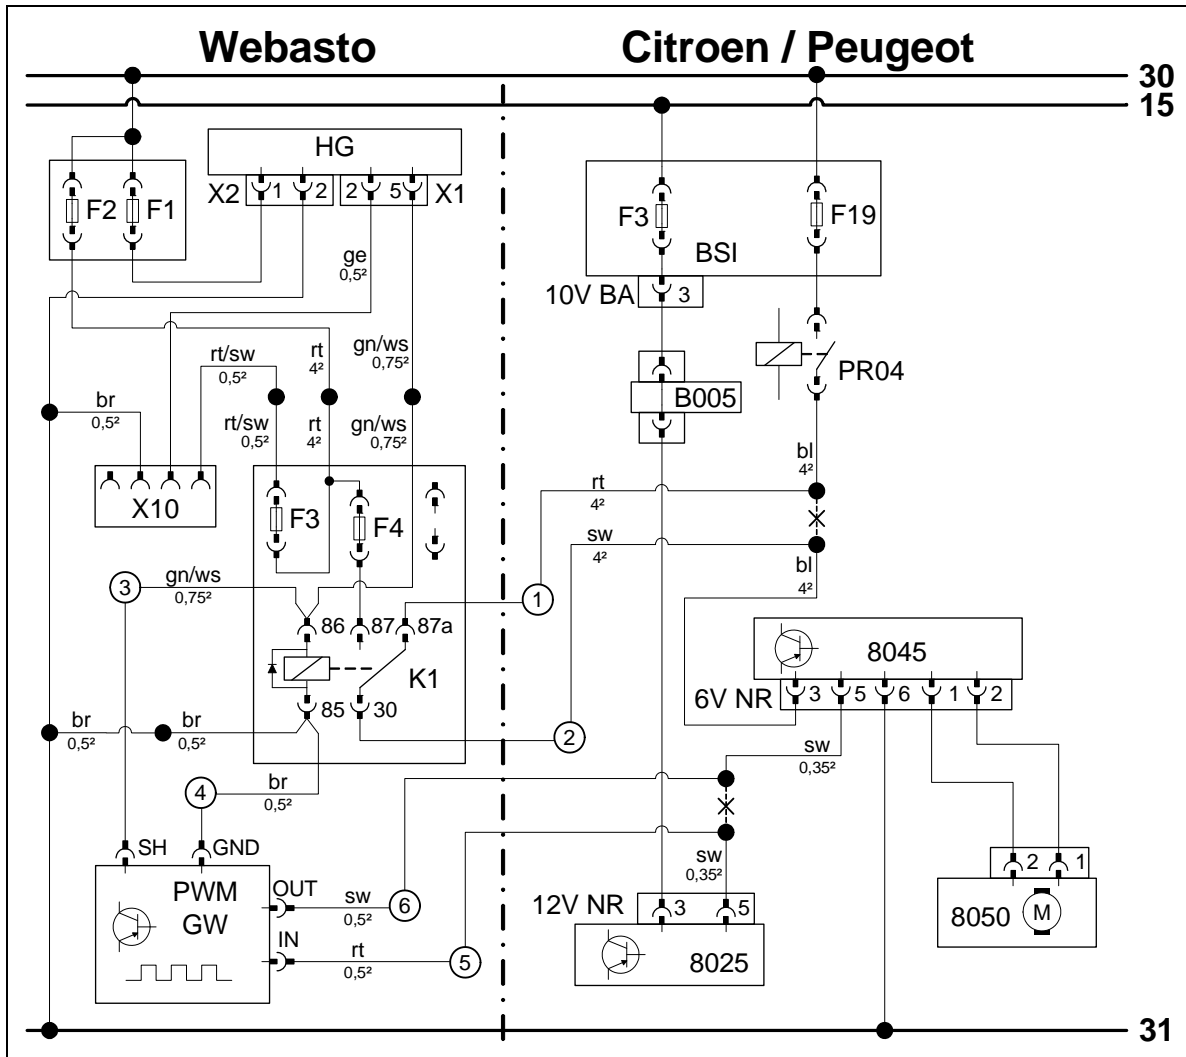 Webasto
Citroen / Peugeot
30
15
HG
X2 1 2 2 5 X1
F2 F1
F3 F19
BSI
ge
0,5²
10V BA 3
rt/sw
0,5²
rt
4²
gn/ws
0,75²
PR04
B005
br
0,5²
rt/sw
0,5²
rt
4²
gn/ws
0,75²
bl
4²
X10
F3 F4
rt
4²
sw
4²
bl
4²
3
gn/ws
0,75²
1
86 87 87a
8045
K1
6V NR 3 5 6 1 2
85 30
br
0,5²
br
0,5²
2
sw
0,35²
4
br
0,5²
SH GND
sw
0,35²
2 1
PWM
GW
OUT
sw
0,5²
6
12V NR 3 5
8050 M
IN
rt
0,5²
5
8025
31